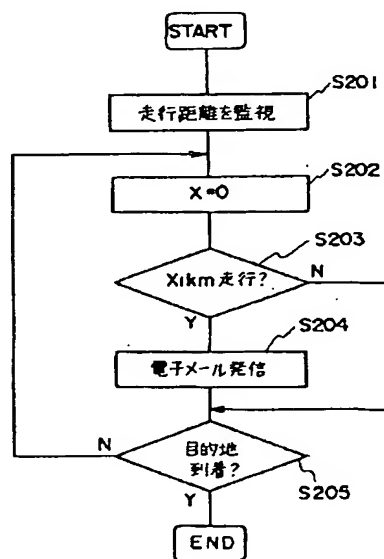 START
S201
走行距離を監視
S202
X=0
S203
X1km走行?
N
Y
S204
電子メール発信
N
目的地
到着?
S205
Y
END